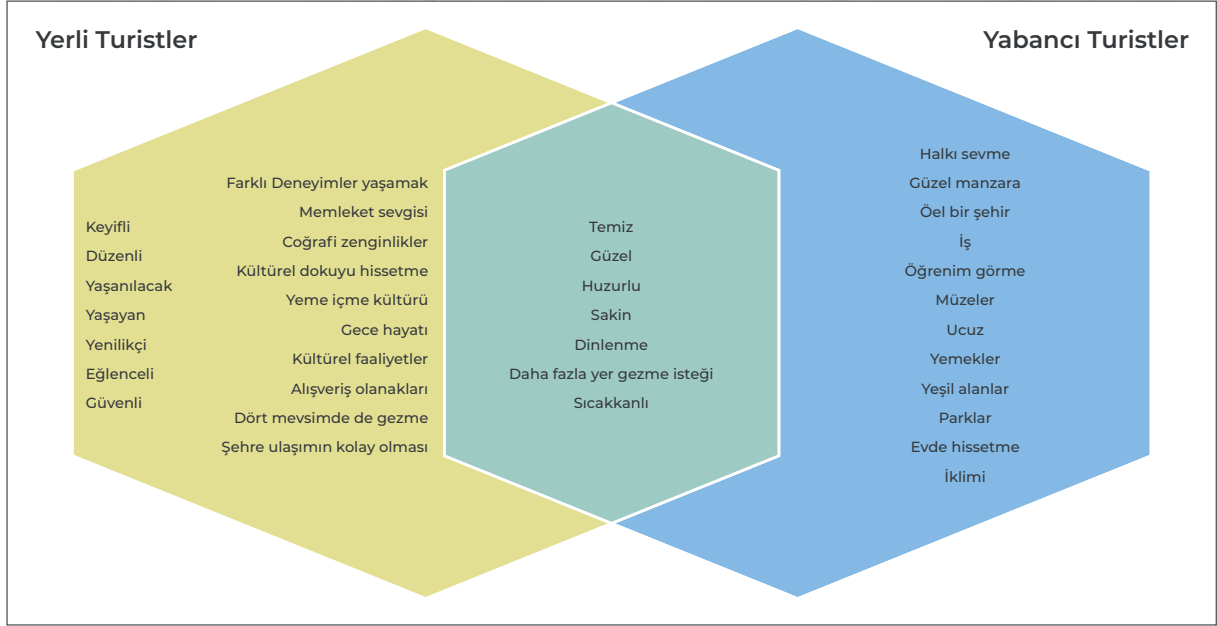 Yerli Turistler
Yabancı Turistler
Keyifli
Düzenli
Yaşanılacak
Yaşayan
Yenilikçi
Eğlenceli
Güvenli
Farklı Deneyimler yaşamak
Memleket sevgisi
Coğrafi zenginlikler
Kültürel dokuyu hissetme
Yeme içme kültürü
Gece hayatı
Kültürel faaliyetler
Alışveriş olanakları
Dört mevsimde de gezme
Şehre ulaşımın kolay olması
Temiz
Güzel
Huzurlu
Sakin
Dinlenme
Daha fazla yer gezme isteği
Sıcakkanlı
Halkı sevme
Güzel manzara
Öel bir şehir
İş
Öğrenim görme
Müzeler
Ucuz
Yemekler
Yeşil alanlar
Parklar
Evde hissetme
İklimi